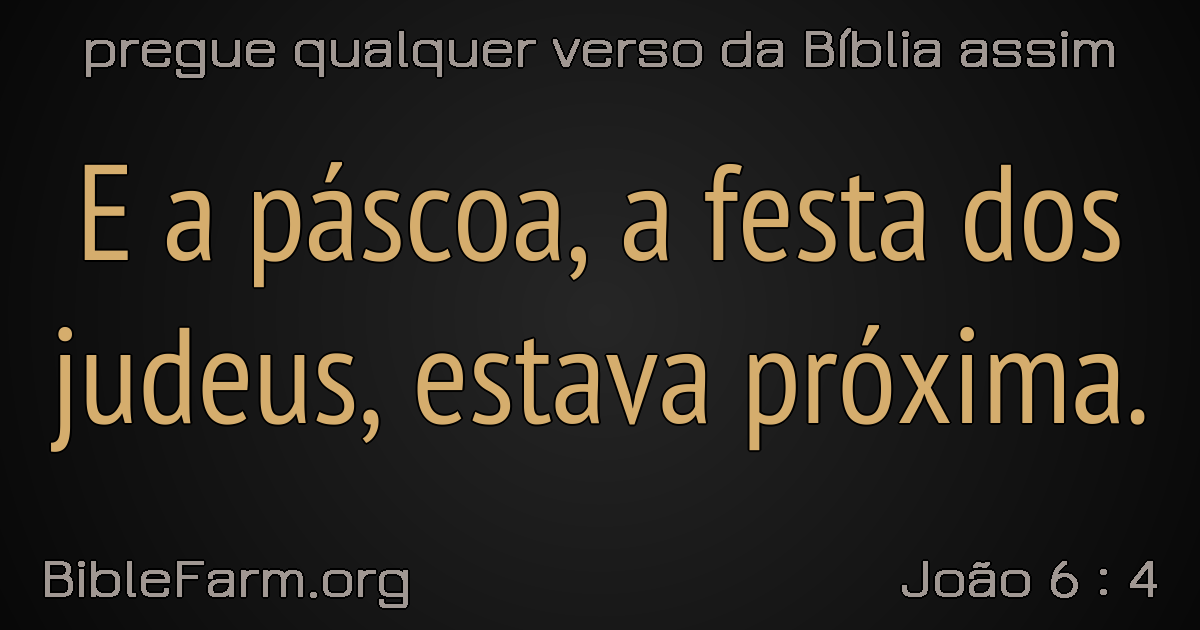 pregue qualquer verso da Bíblia assim
E a páscoa, a festa dos
judeus, estava próxima.
BibleFarm.org
João 6 : 4